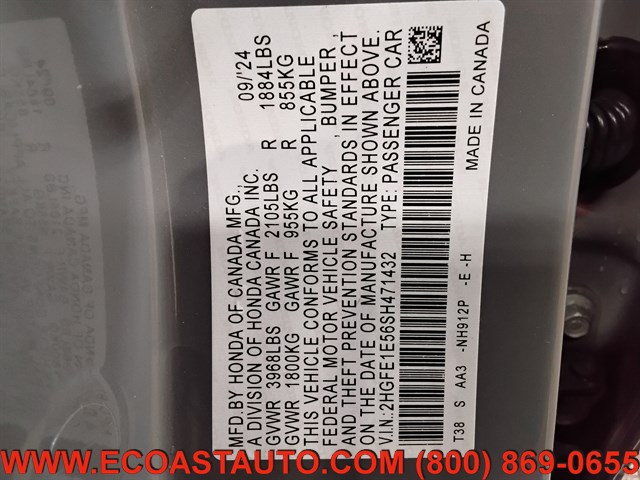 MFD.BY HONDA OF CANADA MFG., 09/'24
A DIVISION OF HONDA CANADA INC.
GVWR 3968LBS GAWR F 2105LBS R 1884LBS
GVWR 1800KG GAWR F 955KG R 855KG
THIS VEHICLE CONFORMS TO ALL APPLICABLE
FEDERAL MOTOR VEHICLE SAFETY , BUMPER ,
AND THEFT PREVENTION STANDARDS IN EFFECT
ON THE DATE OF MANUFACTURE SHOWN ABOVE.
V.I.N.:2HGFE1E56SH471432 TYPE: PASSENGER CAR
T38 S AA3 -NH912P -E -H
MADE IN CANADA
WWW.ECOASTAUTO.COM (800) 869-0655